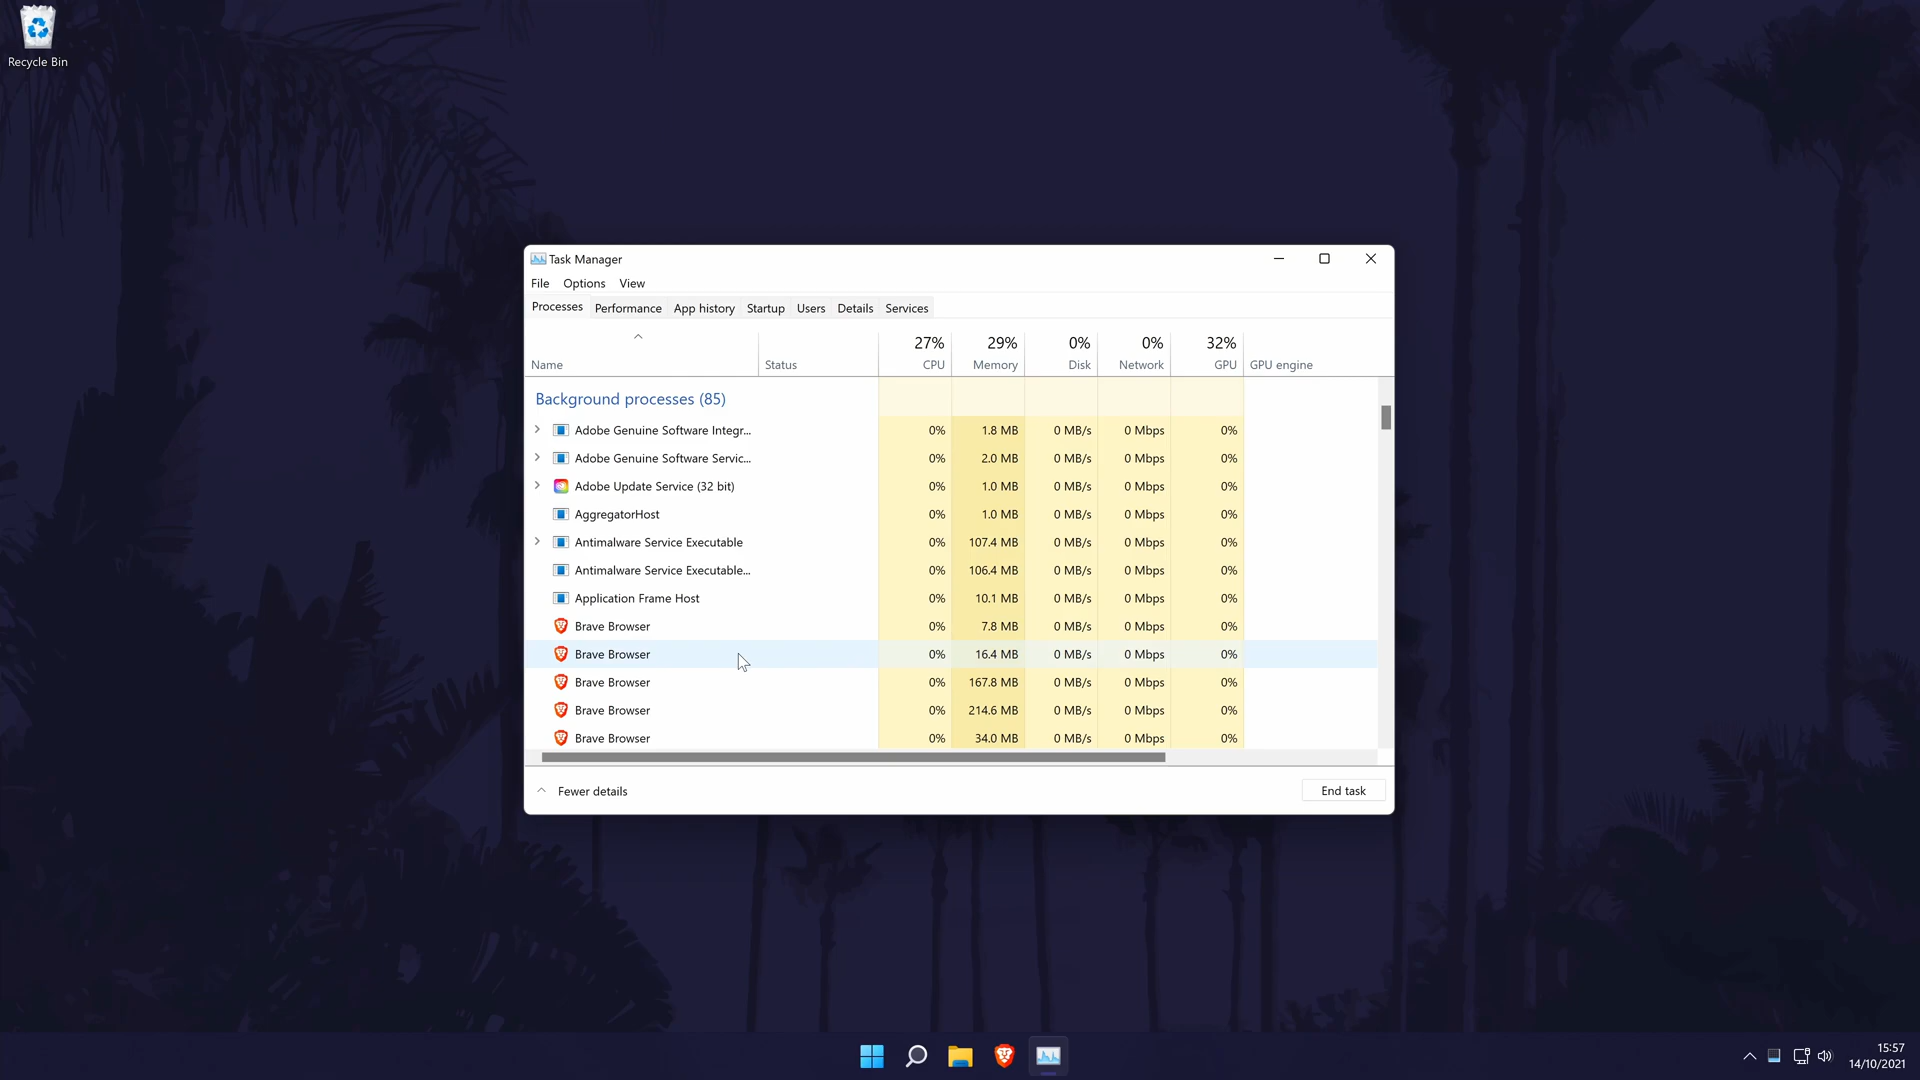 Recycle Bin
Task Manager
File Options View
Processes Performance App history Startup Users Details Services
27% 29% 0% 0% 32%
Name Status CPU Memory Disk Network GPU GPU engine
Background processes (85)
Adobe Genuine Software Integr... 0% 1.8 MB 0 MB/s 0 Mbps 0%
Adobe Genuine Software Servic... 0% 2.0 MB 0 MB/s 0 Mbps 0%
Adobe Update Service (32 bit) 0% 1.0 MB 0 MB/s 0 Mbps 0%
AggregatorHost 0% 1.0 MB 0 MB/s 0 Mbps 0%
Antimalware Service Executable 0% 107.4 MB 0 MB/s 0 Mbps 0%
Antimalware Service Executable... 0% 106.4 MB 0 MB/s 0 Mbps 0%
Application Frame Host 0% 10.1 MB 0 MB/s 0 Mbps 0%
Brave Browser 0% 7.8 MB 0 MB/s 0 Mbps 0%
Brave Browser 0% 16.4 MB 0 MB/s 0 Mbps 0%
Brave Browser 0% 167.8 MB 0 MB/s 0 Mbps 0%
Brave Browser 0% 214.6 MB 0 MB/s 0 Mbps 0%
Brave Browser 0% 34.0 MB 0 MB/s 0 Mbps 0%
Fewer details End task
15:57
14/10/2021